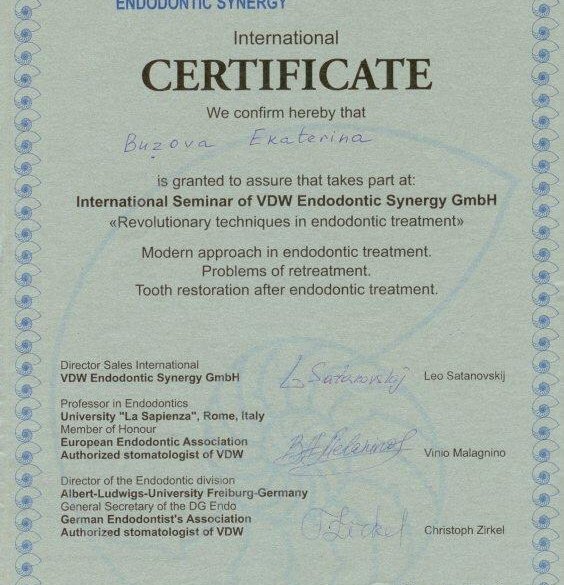 ENDODONTIC SYNERGY
International
CERTIFICATE
We confirm hereby that
Buzova Ekaterina
is granted to assure that takes part at:
International Seminar of VDW Endodontic Synergy GmbH
«Revolutionary techniques in endodontic treatment»
Modern approach in endodontic treatment.
Problems of retreatment.
Tooth restoration after endodontic treatment.
Director Sales International
VDW Endodontic Synergy GmbH
L Satanovskij
Leo Satanovskij
Professor in Endodontics
University "La Sapienza", Rome, Italy
Member of Honour
European Endodontic Association
Authorized stomatologist of VDW
Vinio Malagnino
Director of the Endodontic division
Albert-Ludwigs-University Freiburg-Germany
General Secretary of the DG Endo
German Endodontist's Association
Authorized stomatologist of VDW
Zirkel
Christoph Zirkel